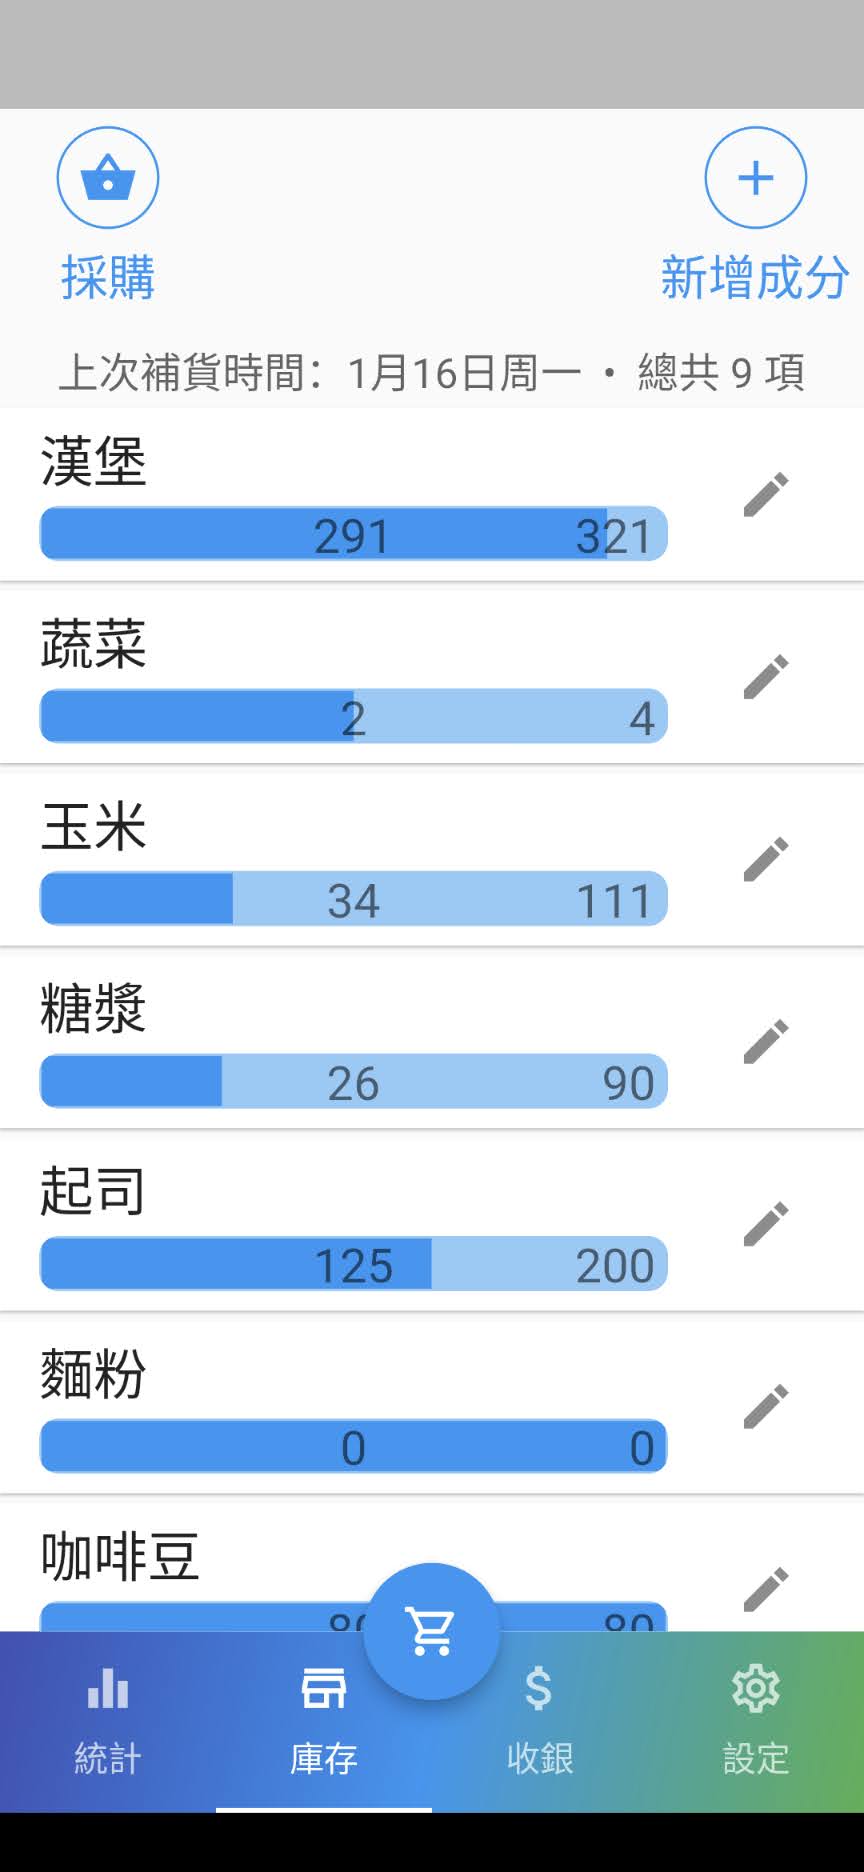 採購
新增成分
上次補貨時間：1月16日周一 • 總共 9 項
漢堡
291 321
蔬菜
2 4
玉米
34 111
糖漿
26 90
起司
125 200
麵粉
0 0
咖啡豆
80
統計 庫存 收銀 設定